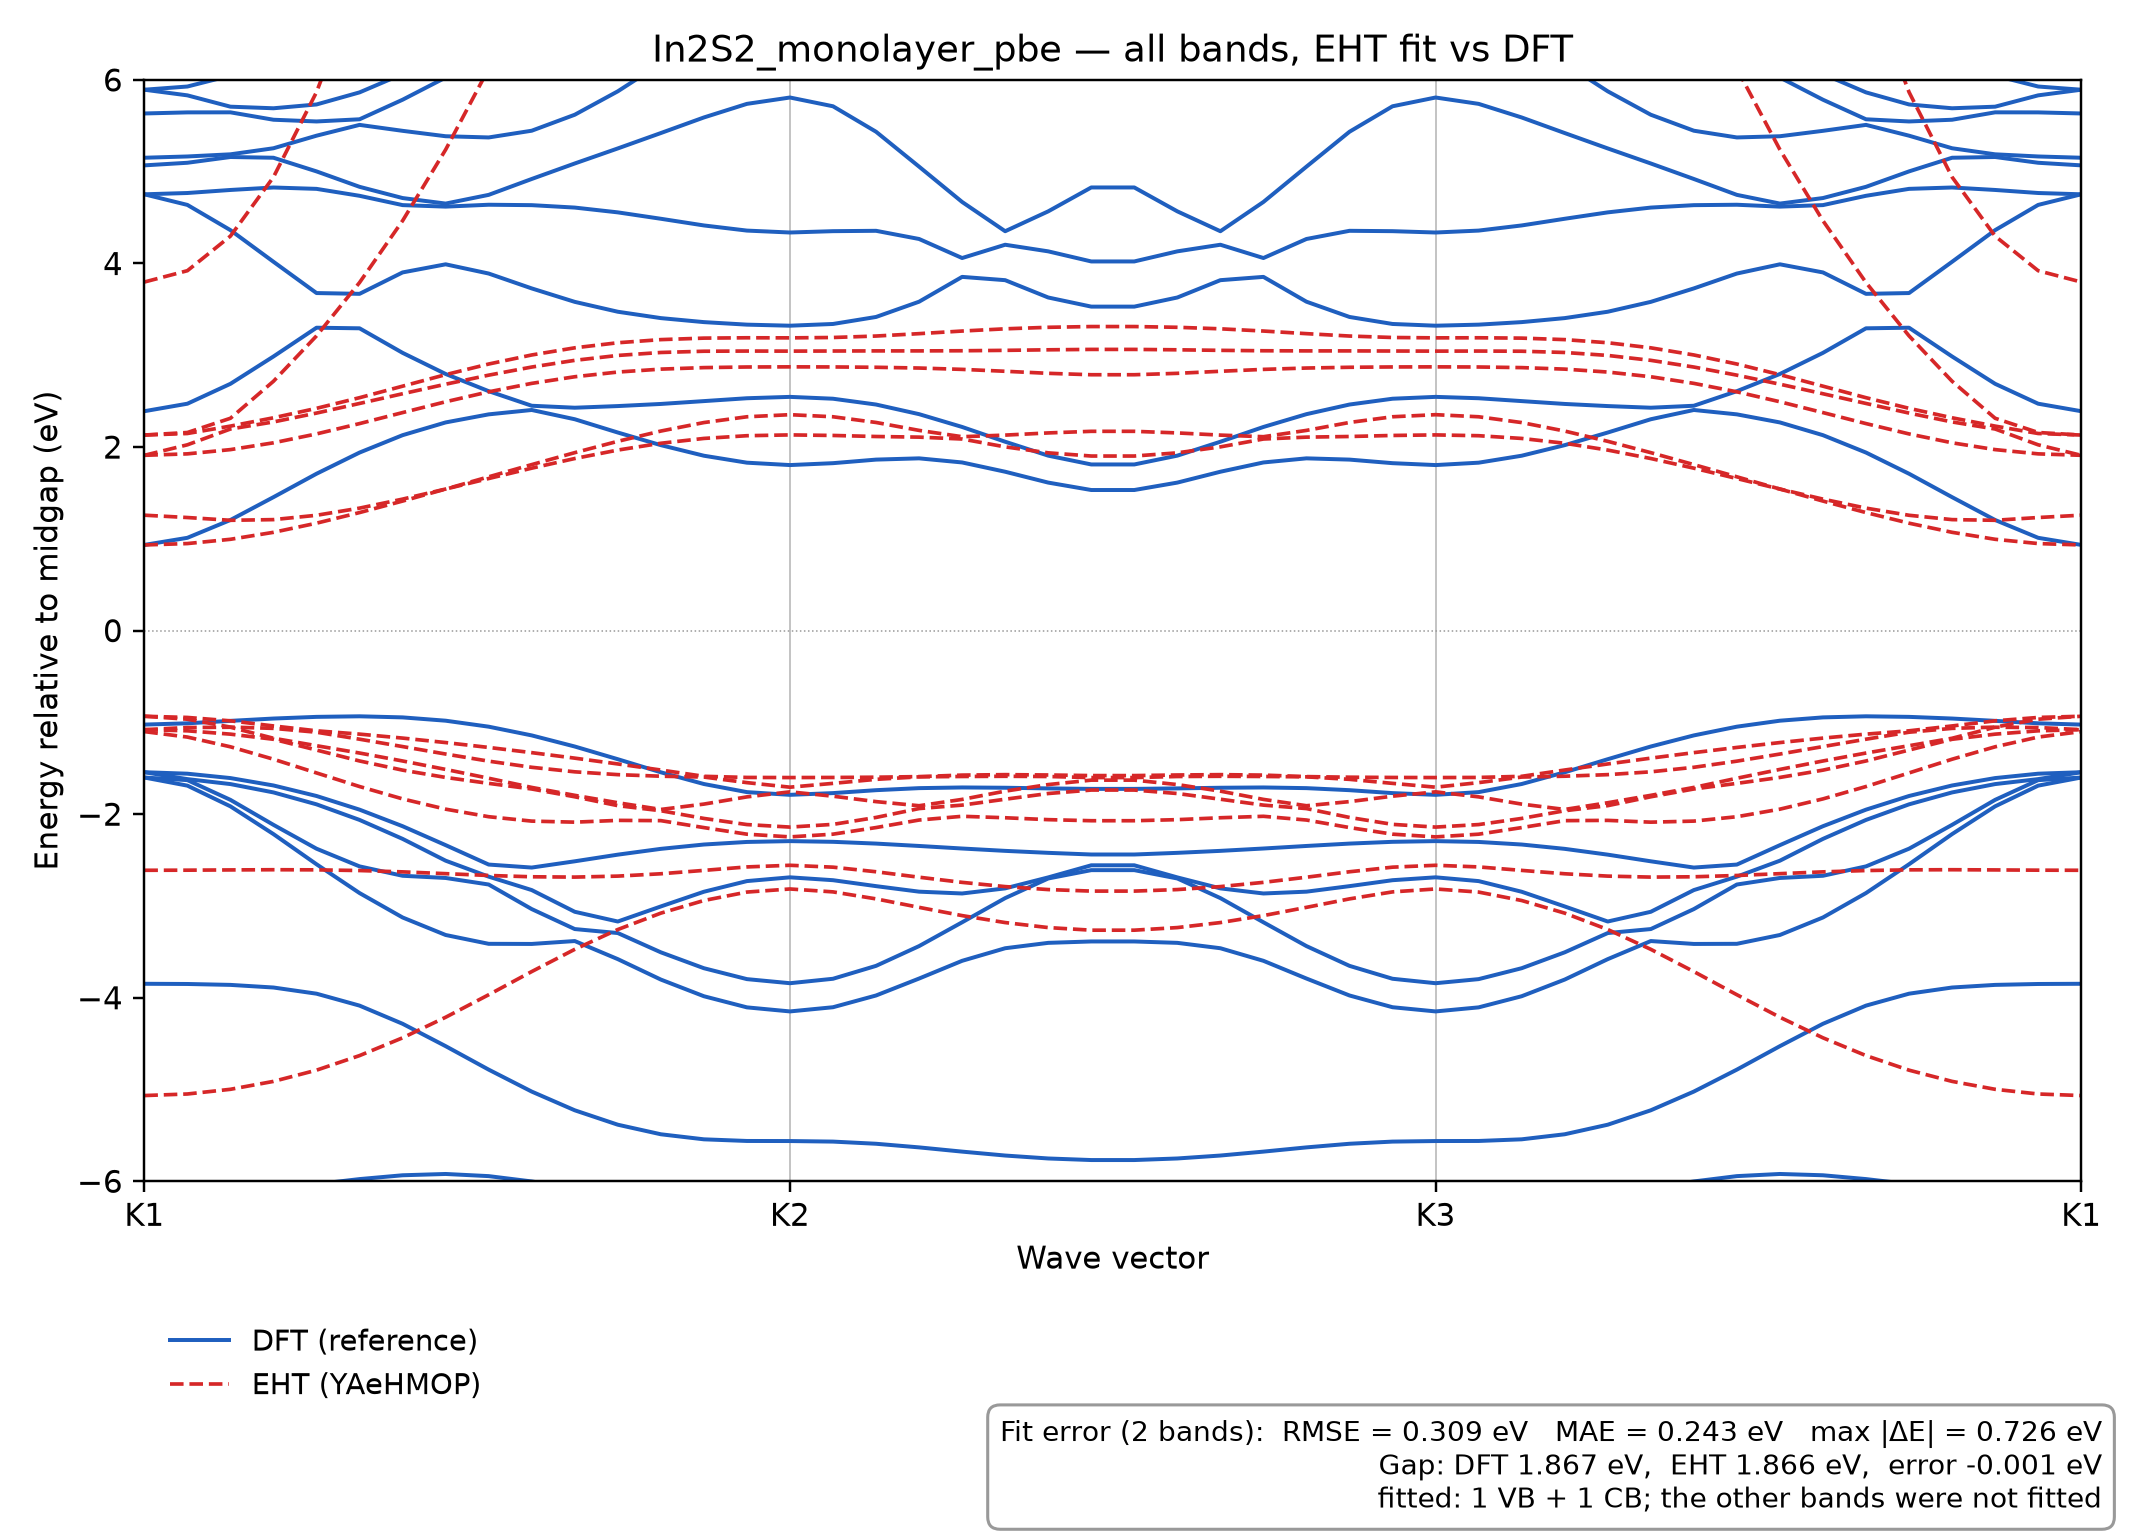 In2S2_monolayer_pbe — all bands, EHT fit vs DFT
Energy relative to midgap (eV)
6
4
2
0
−2
−4
−6
K1
K2
K3
K1
Wave vector
DFT (reference)
EHT (YAeHMOP)
Fit error (2 bands):  RMSE = 0.309 eV   MAE = 0.243 eV   max |ΔE| = 0.726 eV
Gap: DFT 1.867 eV,  EHT 1.866 eV,  error -0.001 eV
fitted: 1 VB + 1 CB; the other bands were not fitted